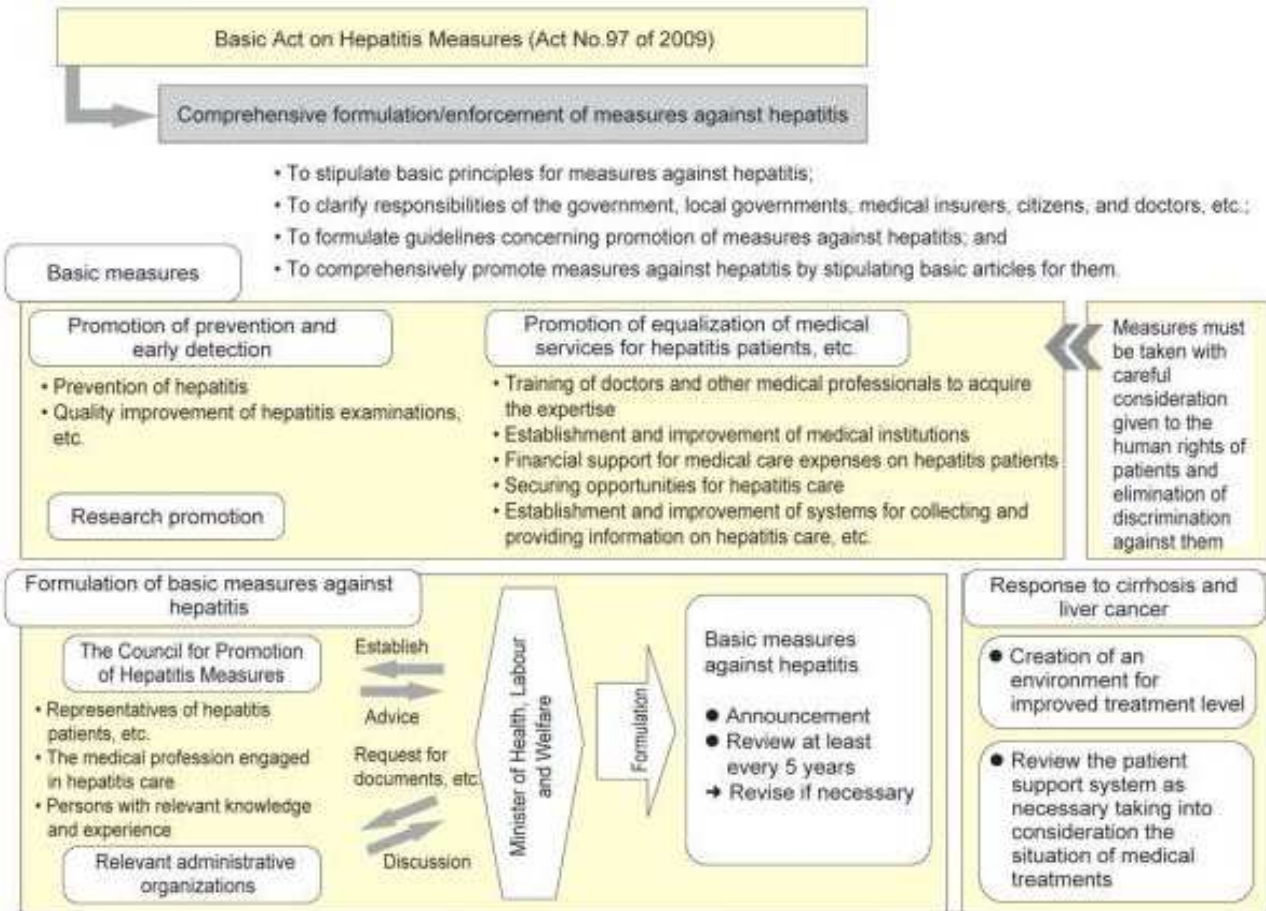 Basic Act on Hepatitis Measures (Act No.97 of 2009)
Comprehensive formulation/enforcement of measures against hepatitis
• To stipulate basic principles for measures against hepatitis;
• To clarify responsibilities of the government, local governments, medical insurers, citizens, and doctors, etc.;
• To formulate guidelines concerning promotion of measures against hepatitis; and
• To comprehensively promote measures against hepatitis by stipulating basic articles for them.
Basic measures
Promotion of prevention and
early detection
• Prevention of hepatitis
• Quality improvement of hepatitis examinations,
etc.
Research promotion
Promotion of equalization of medical
services for hepatitis patients, etc.
• Training of doctors and other medical professionals to acquire
the expertise
• Establishment and improvement of medical institutions
• Financial support for medical care expenses on hepatitis patients
• Securing opportunities for hepatitis care
• Establishment and improvement of systems for collecting and
providing information on hepatitis care, etc.
Measures must
be taken with
careful
consideration
given to the
human rights of
patients and
elimination of
discrimination
against them
Formulation of basic measures against
hepatitis
The Council for Promotion
of Hepatitis Measures
• Representatives of hepatitis
patients, etc.
• The medical profession engaged
in hepatitis care
• Persons with relevant knowledge
and experience
Relevant administrative
organizations
Establish
Advice
Request for
documents, etc.
Discussion
Minister of Health, Labour
and Welfare
Formulation
Basic measures
against hepatitis
● Announcement
● Review at least
every 5 years
➔ Revise if necessary
Response to cirrhosis and
liver cancer
● Creation of an
environment for
improved treatment level
● Review the patient
support system as
necessary taking into
consideration the
situation of medical
treatments